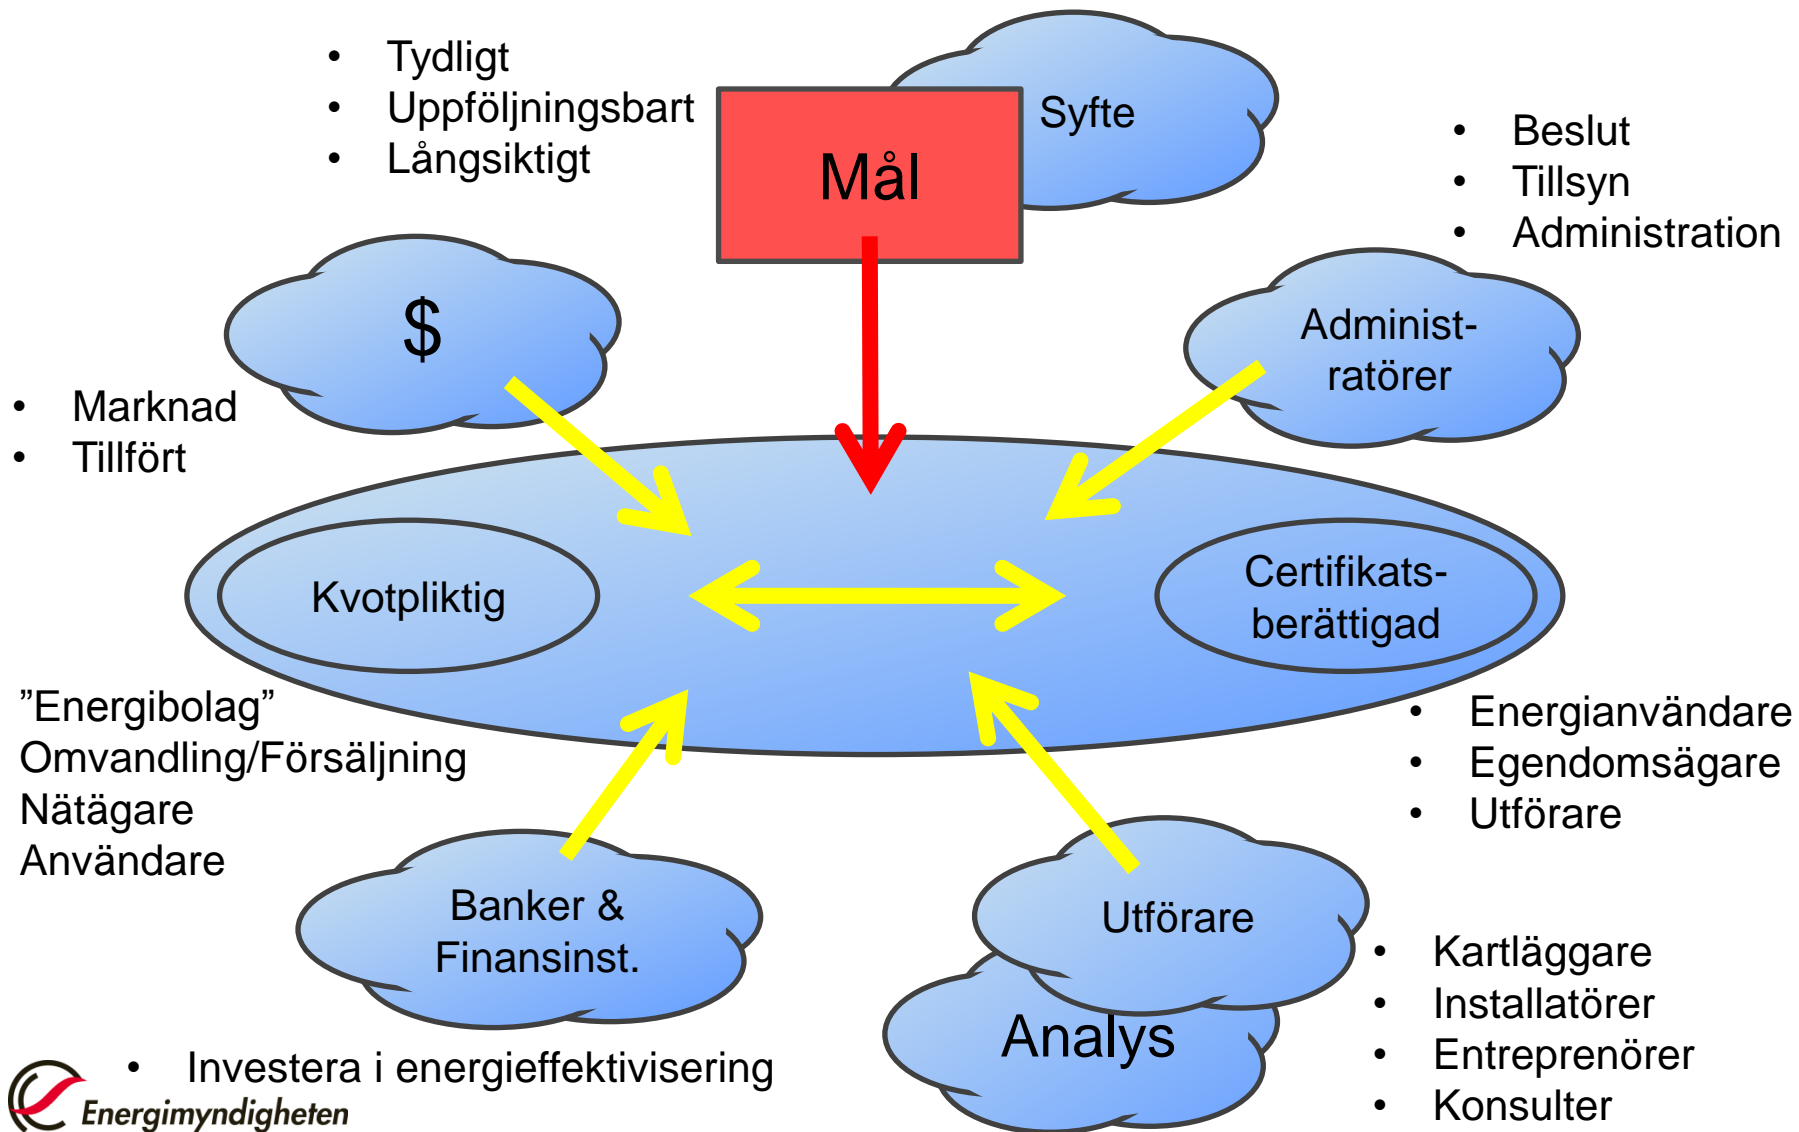 • Tydligt
• Uppföljningsbart
• Långsiktigt
Syfte
Mål
• Beslut
• Tillsyn
• Administration
$
Administ-
ratörer
• Marknad
• Tillfört
Kvotpliktig
Certifikats-
berättigad
”Energibolag”
Omvandling/Försäljning
Nätägare
Användare
• Energianvändare
• Egendomsägare
• Utförare
Banker &
Finansinst.
Utförare
Analys
• Kartläggare
• Installatörer
• Entreprenörer
• Konsulter
• Investera i energieffektivisering
Energimyndigheten